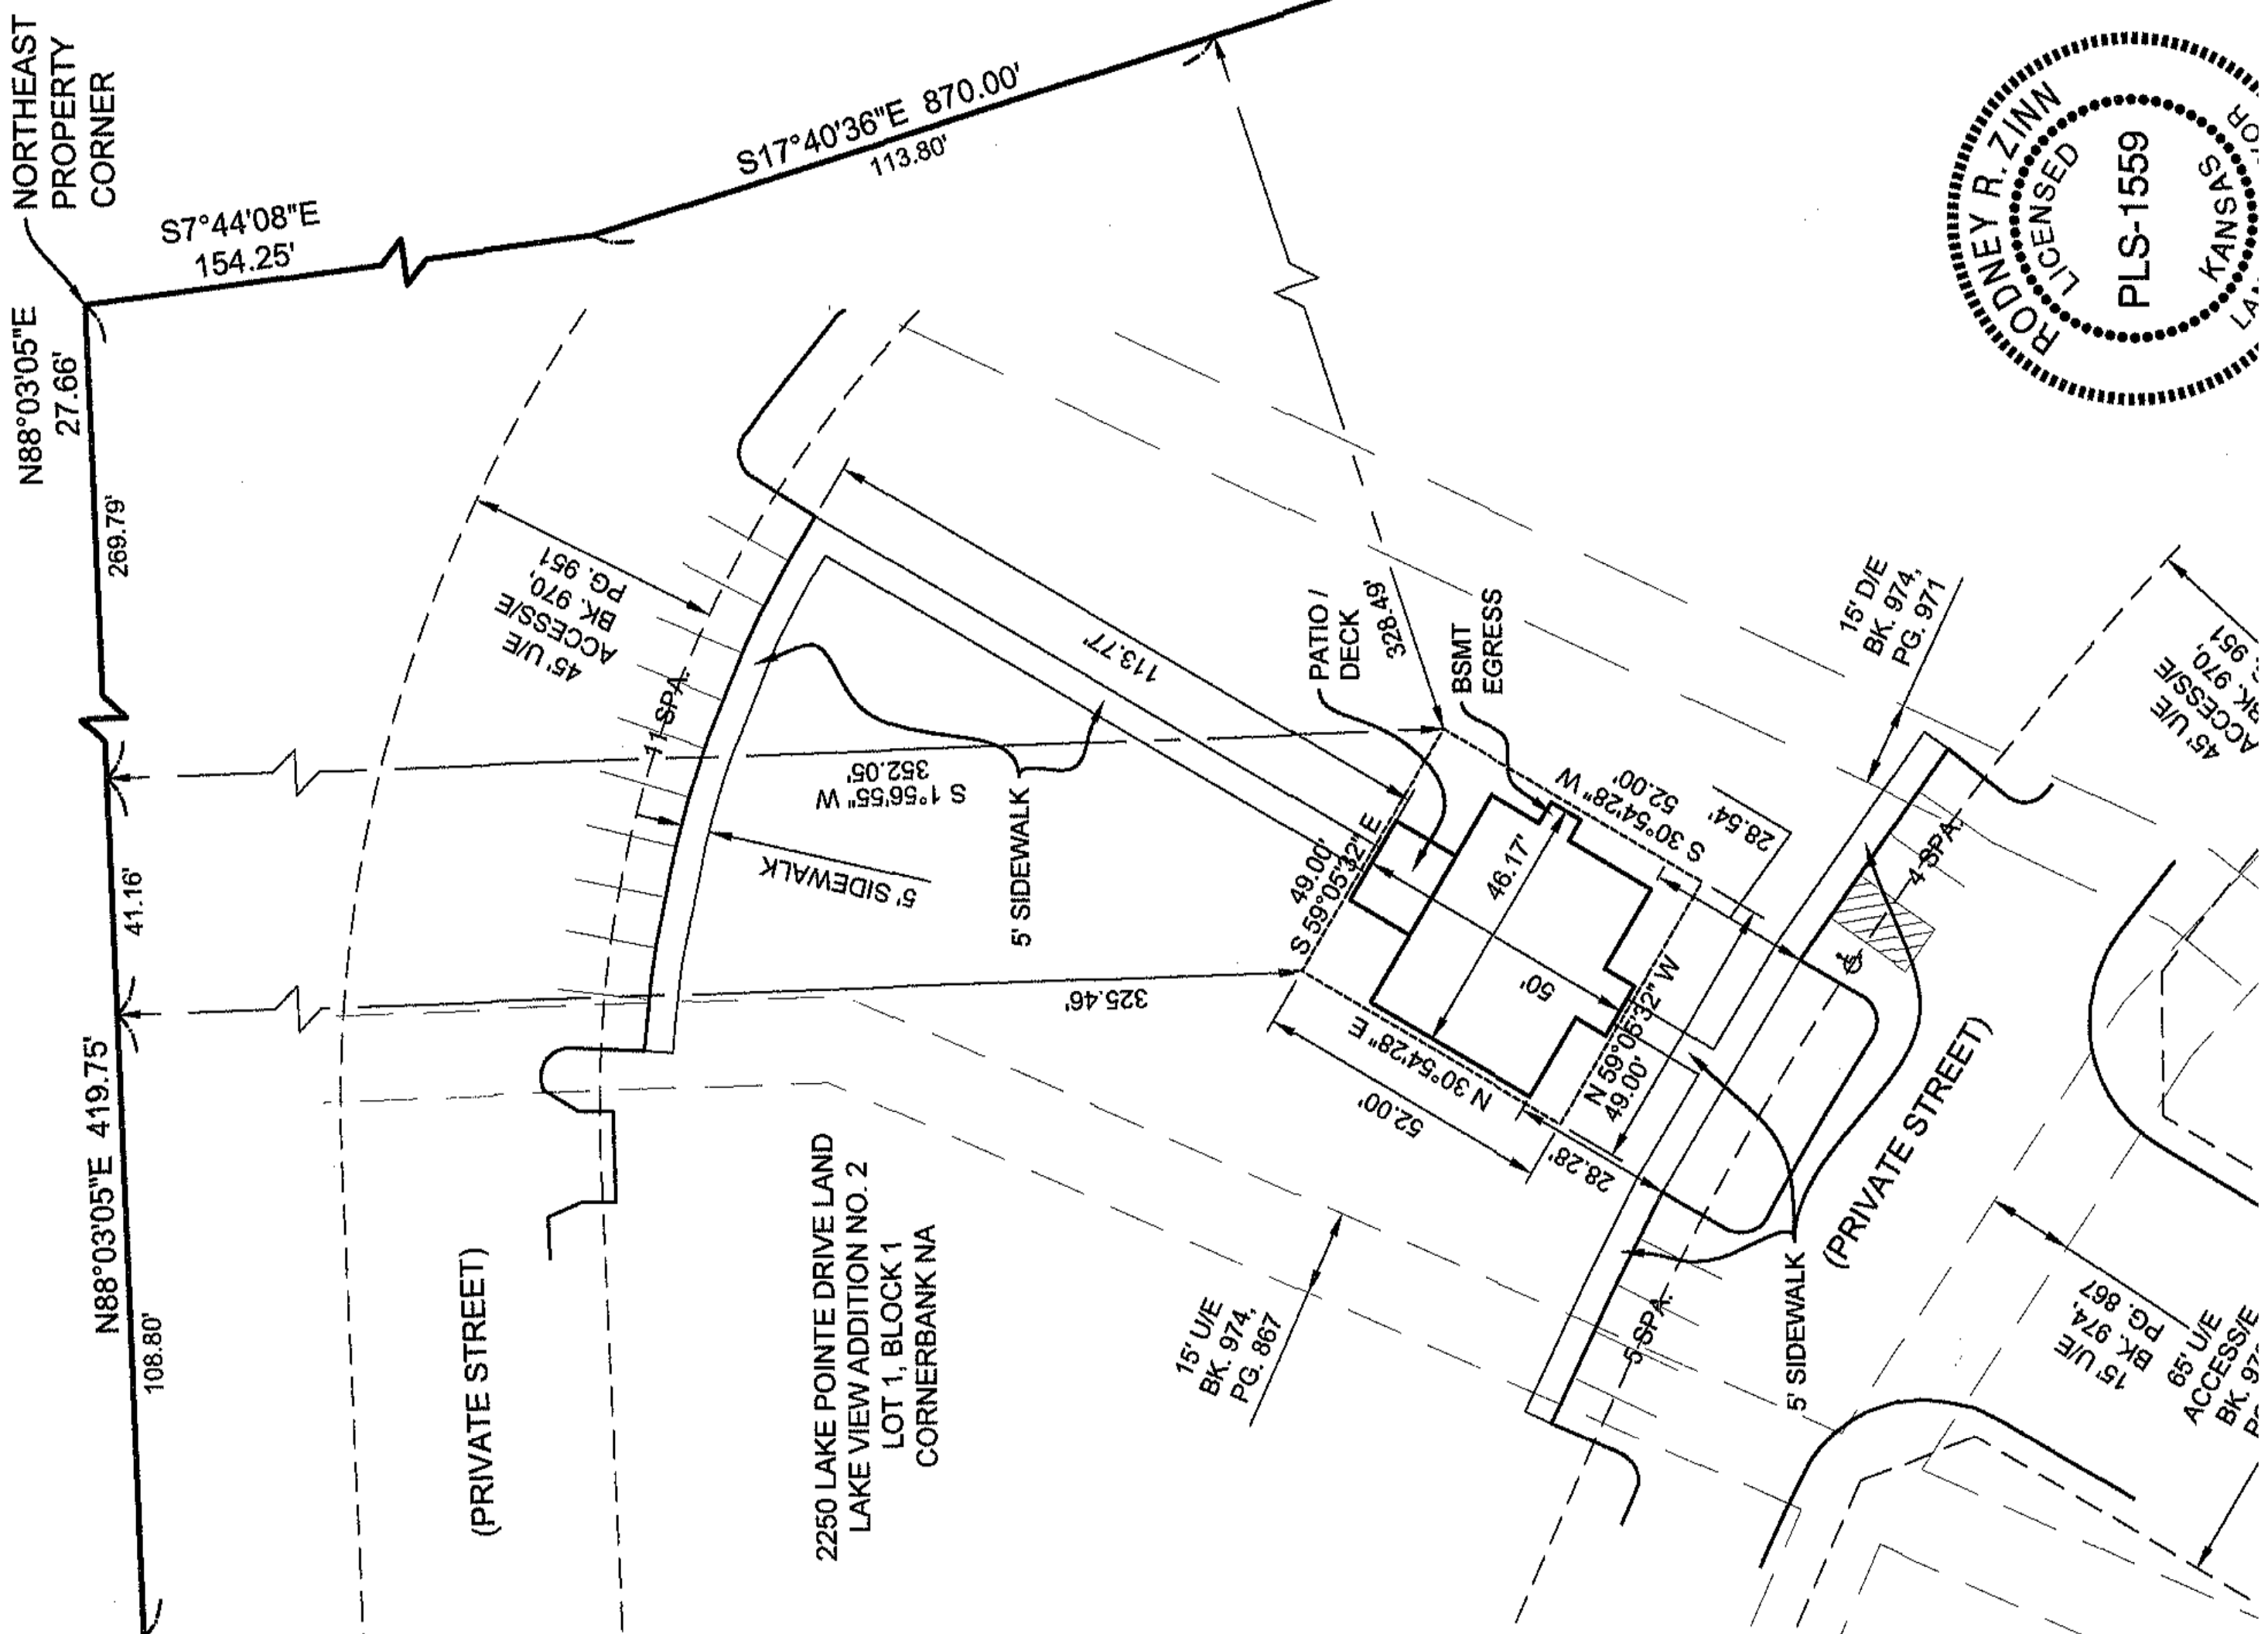 NORTHEAST
PROPERTY
CORNER
N88°03'05"E
27.66'
S7°44'08"E
154.25'
S17°40'36"E 870.00'
113.80'
269.79'
41.16'
N88°03'05"E 419.75'
108.80'
45' U/E
ACCESS/E
BK. 970,
PG. 951
11 SPA.
S 1°56'55" W
352.05'
5' SIDEWALK
5' SIDEWALK
113.77'
325.46'
328.49'
PATIO /
DECK
BSMT
EGRESS
49.00'
S 59°05'32" E
S 30°54'28" W
52.00'
28.54'
46.17'
50'
N 30°54'28" E
52.00'
N 59°05'32" W
49.00'
28.28'
15' D/E
BK. 974,
PG. 971
45' U/E
ACCESS/E
BK. 970,
951
4 SPA.
(PRIVATE STREET)
(PRIVATE STREET)
2250 LAKE POINTE DRIVE LAND
LAKE VIEW ADDITION NO. 2
LOT 1, BLOCK 1
CORNERBANK NA
15' U/E
BK. 974,
PG. 867
5 SPA.
5' SIDEWALK
15' U/E
BK. 974,
PG. 867
65' U/E
ACCESS/E
RODNEY R. ZINN
LICENSED
PLS-1559
KANSAS